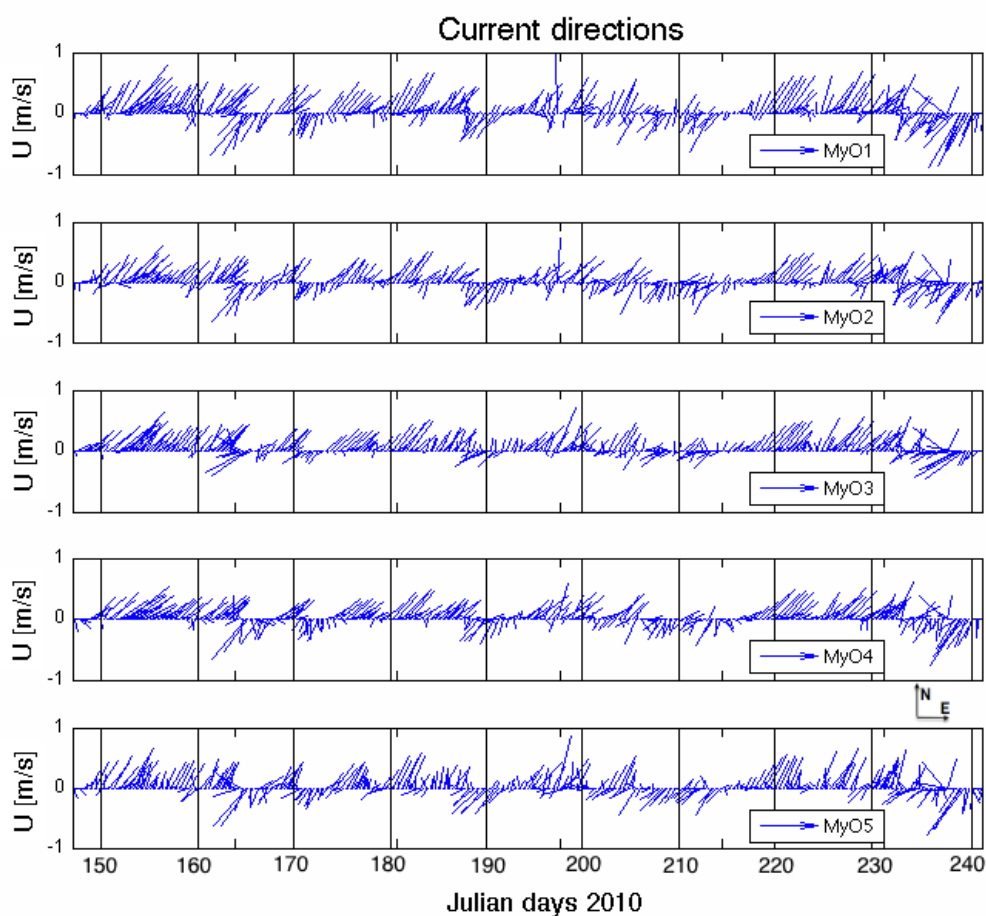 Current directions
1
0
-1
U [m/s]
MyO1
1
0
-1
U [m/s]
MyO2
1
0
-1
U [m/s]
MyO3
1
0
-1
U [m/s]
MyO4
N
E
1
0
-1
U [m/s]
MyO5
150 160 170 180 190 200 210 220 230 240
Julian days 2010